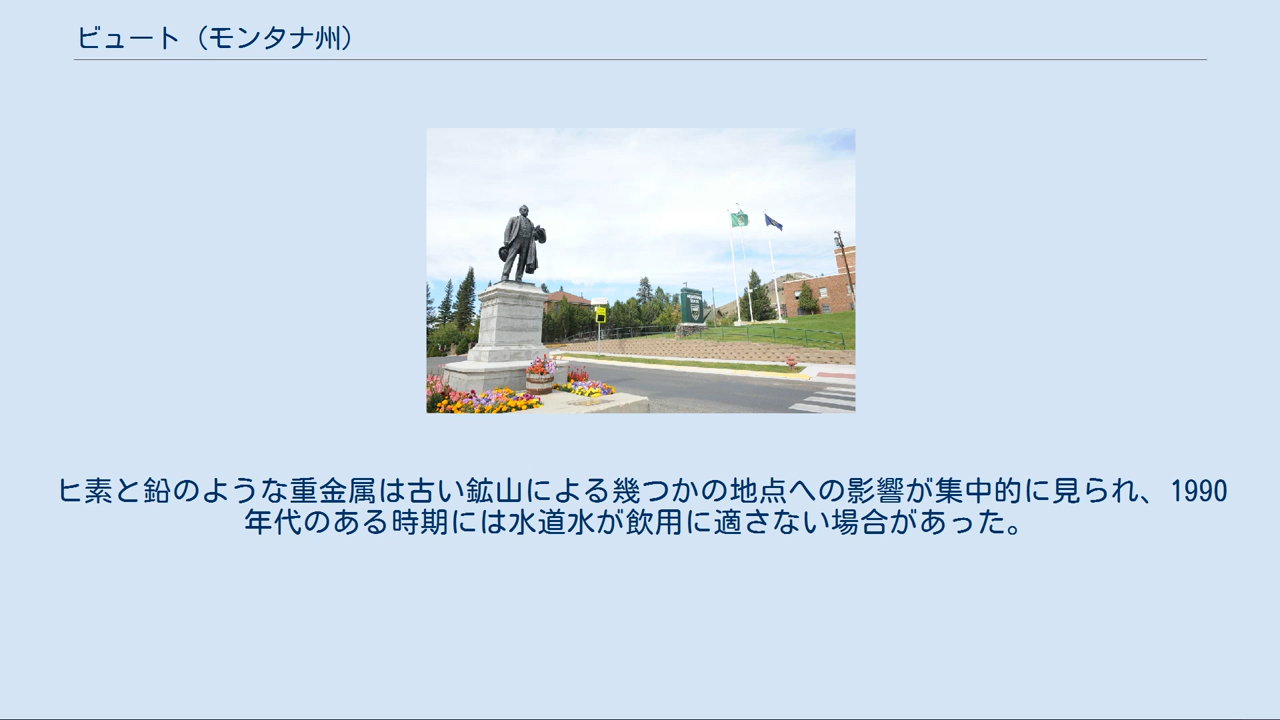 ビュート（モンタナ州）
ヒ素と鉛のような重金属は古い鉱山による幾つかの地点への影響が集中的に見られ、1990
年代のある時期には水道水が飲用に適さない場合があった。